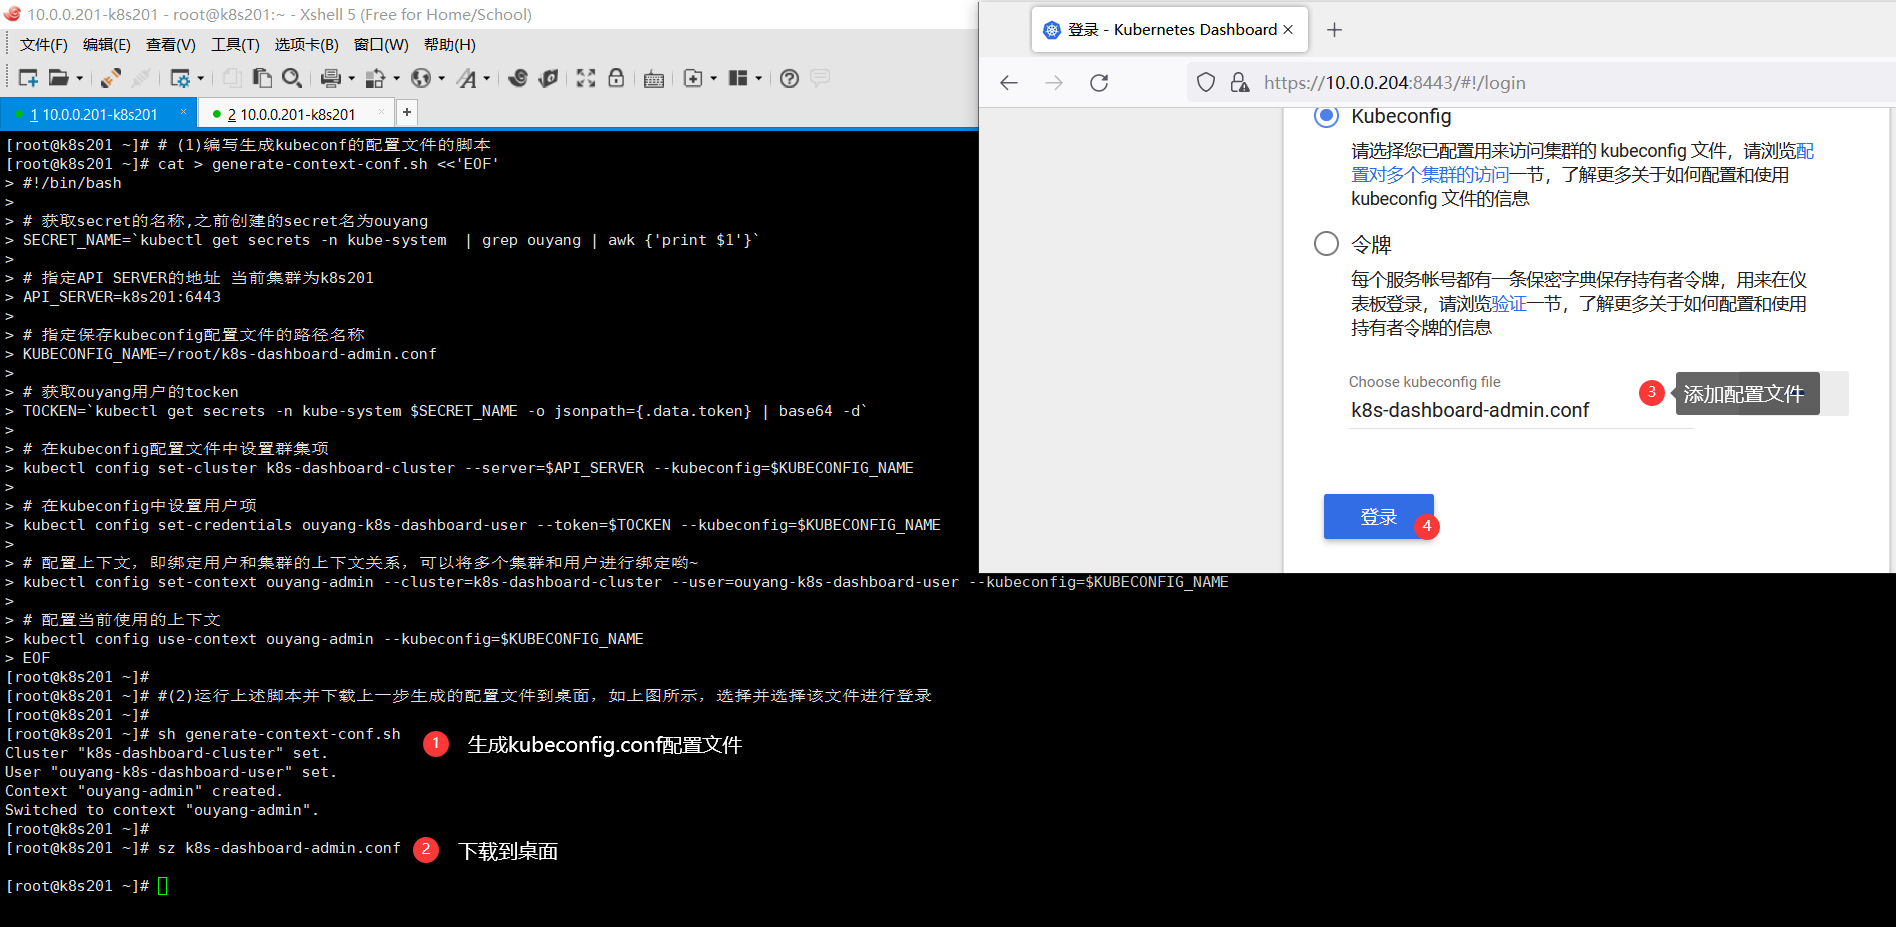 10.0.0.201-k8s201 - root@k8s201:~ - Xshell 5 (Free for Home/School)
文件(F) 编辑(E) 查看(V) 工具(T) 选项卡(B) 窗口(W) 帮助(H)
1 10.0.0.201-k8s201 × 2 10.0.0.201-k8s201 × +
[root@k8s201 ~]# # (1)编写生成kubeconf的配置文件的脚本
[root@k8s201 ~]# cat > generate-context-conf.sh <<'EOF'
> #!/bin/bash
>
> # 获取secret的名称,之前创建的secret名为ouyang
> SECRET_NAME=`kubectl get secrets -n kube-system  | grep ouyang | awk {'print $1'}`
>
> # 指定API SERVER的地址 当前集群为k8s201
> API_SERVER=k8s201:6443
>
> # 指定保存kubeconfig配置文件的路径名称
> KUBECONFIG_NAME=/root/k8s-dashboard-admin.conf
>
> # 获取ouyang用户的tocken
> TOCKEN=`kubectl get secrets -n kube-system $SECRET_NAME -o jsonpath={.data.token} | base64 -d`
>
> # 在kubeconfig配置文件中设置群集项
> kubectl config set-cluster k8s-dashboard-cluster --server=$API_SERVER --kubeconfig=$KUBECONFIG_NAME
>
> # 在kubeconfig中设置用户项
> kubectl config set-credentials ouyang-k8s-dashboard-user --token=$TOCKEN --kubeconfig=$KUBECONFIG_NAME
>
> # 配置上下文，即绑定用户和集群的上下文关系，可以将多个集群和用户进行绑定哟~
> kubectl config set-context ouyang-admin --cluster=k8s-dashboard-cluster --user=ouyang-k8s-dashboard-user --kubeconfig=$KUBECONFIG_NAME
>
> # 配置当前使用的上下文
> kubectl config use-context ouyang-admin --kubeconfig=$KUBECONFIG_NAME
> EOF
[root@k8s201 ~]#
[root@k8s201 ~]# #(2)运行上述脚本并下载上一步生成的配置文件到桌面，如上图所示，选择并选择该文件进行登录
[root@k8s201 ~]#
[root@k8s201 ~]# sh generate-context-conf.sh
1 生成kubeconfig.conf配置文件
Cluster "k8s-dashboard-cluster" set.
User "ouyang-k8s-dashboard-user" set.
Context "ouyang-admin" created.
Switched to context "ouyang-admin".
[root@k8s201 ~]#
[root@k8s201 ~]# sz k8s-dashboard-admin.conf
2 下载到桌面
[root@k8s201 ~]#
登录 - Kubernetes Dashboard × +
https://10.0.0.204:8443/#!/login
Kubeconfig
请选择您已配置用来访问集群的 kubeconfig 文件，请浏览配
置对多个集群的访问一节，了解更多关于如何配置和使用
kubeconfig 文件的信息
令牌
每个服务帐号都有一条保密字典保存持有者令牌，用来在仪
表板登录，请浏览验证一节，了解更多关于如何配置和使用
持有者令牌的信息
Choose kubeconfig file
k8s-dashboard-admin.conf
3 添加配置文件
登录 4